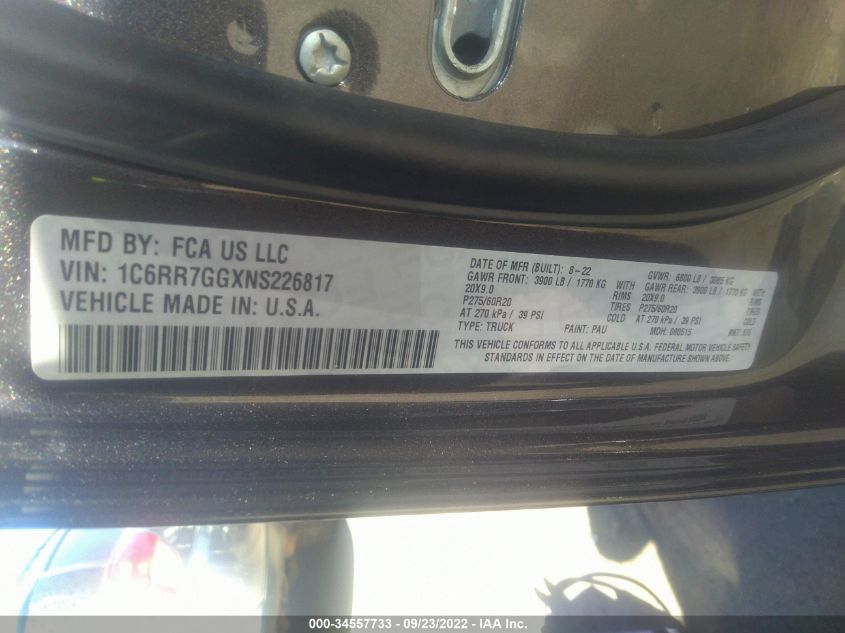 MFD BY: FCA US LLC
VIN: 1C6RR7GGXNS226817
VEHICLE MADE IN: U.S.A.
DATE OF MFR (BUILT): 8-22 GVWR: 6800 LB / 3085 KG
GAWR FRONT: 3900 LB / 1770 KG WITH GAWR REAR: 3900 LB / 1770 KG WITH
20X9.0 RIMS 20X9.0 RIMS
P275/60R20 TIRES P275/60R20 TIRES
AT 270 kPa / 39 PSI COLD AT 270 kPa / 39 PSI COLD
TYPE: TRUCK PAINT: PAU MDH: 080515
THIS VEHICLE CONFORMS TO ALL APPLICABLE U.S.A. FEDERAL MOTOR VEHICLE SAFETY
STANDARDS IN EFFECT ON THE DATE OF MANUFACTURE SHOWN ABOVE.
000-34557733 - 09/23/2022 - IAA Inc.